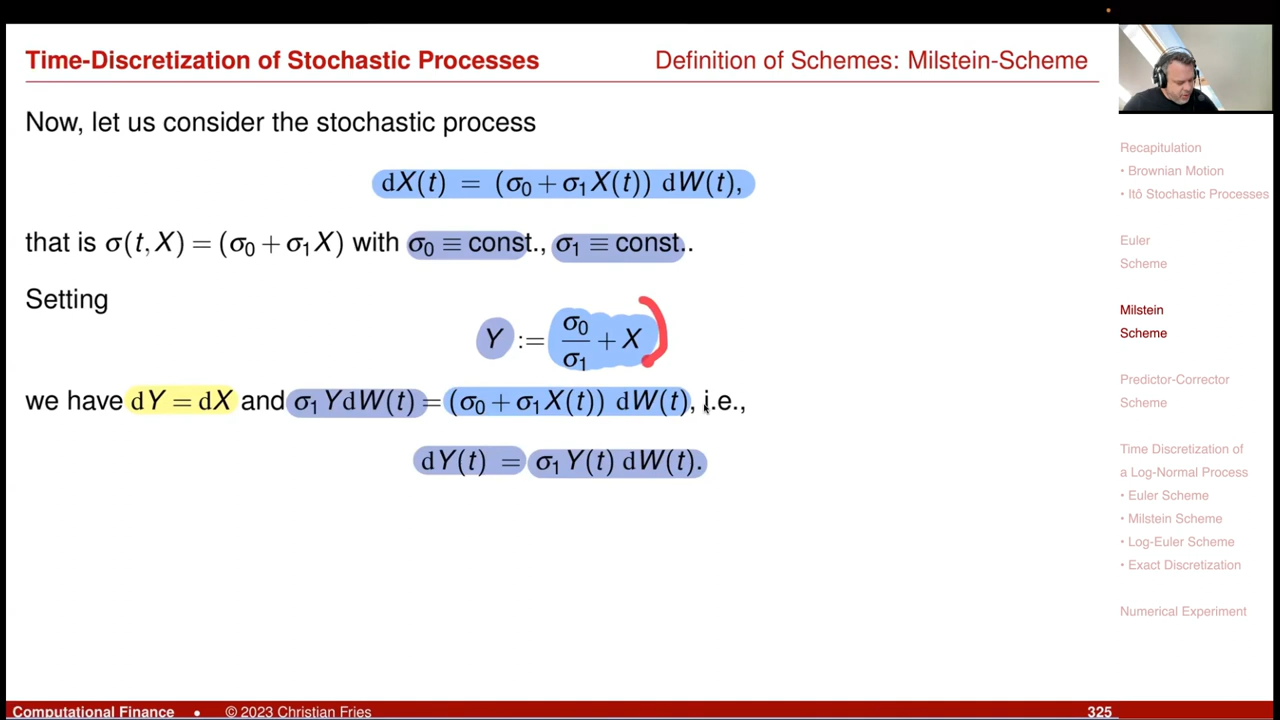 Time-Discretization of Stochastic Processes
Definition of Schemes: Milstein-Scheme
Now, let us consider the stochastic process
dX(t) = (σ₀ + σ₁X(t)) dW(t),
that is σ(t, X) = (σ₀ + σ₁X) with σ₀ ≡ const., σ₁ ≡ const..
Setting
Y := σ₀/σ₁ + X
we have dY = dX and σ₁YdW(t) = (σ₀ + σ₁X(t)) dW(t), i.e.,
dY(t) = σ₁Y(t) dW(t).
Recapitulation
• Brownian Motion
• Itô Stochastic Processes
Euler
Scheme
Milstein
Scheme
Predictor-Corrector
Scheme
Time Discretization of
a Log-Normal Process
• Euler Scheme
• Milstein Scheme
• Log-Euler Scheme
• Exact Discretization
Numerical Experiment
Computational Finance • © 2023 Christian Fries
325